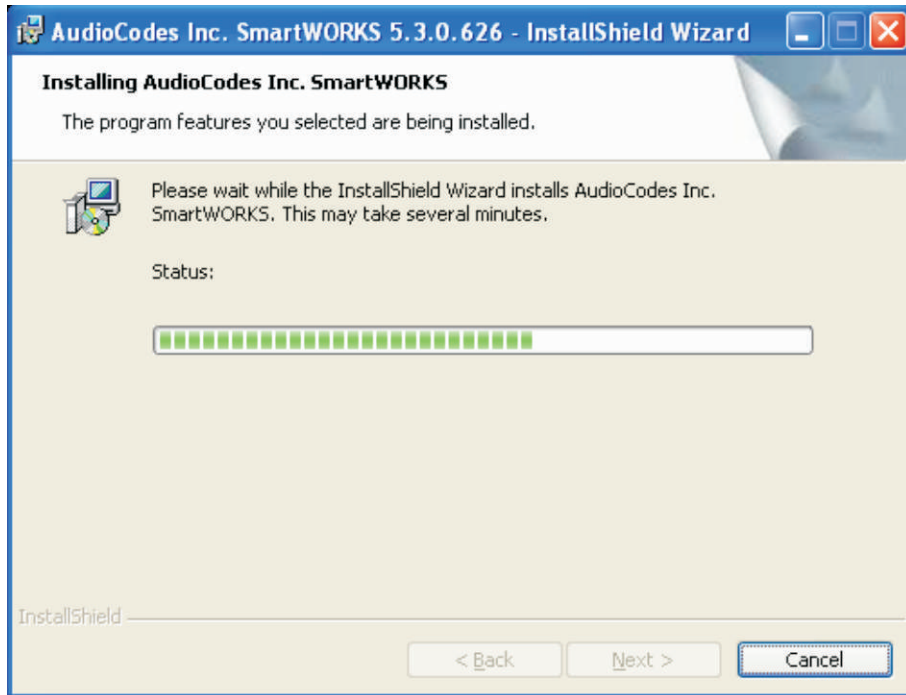 AudioCodes Inc. SmartWORKS 5.3.0.626 - InstallShield Wizard
Installing AudioCodes Inc. SmartWORKS
The program features you selected are being installed.
Please wait while the InstallShield Wizard installs AudioCodes Inc.
SmartWORKS. This may take several minutes.
Status:
InstallShield
< Back
Next >
Cancel